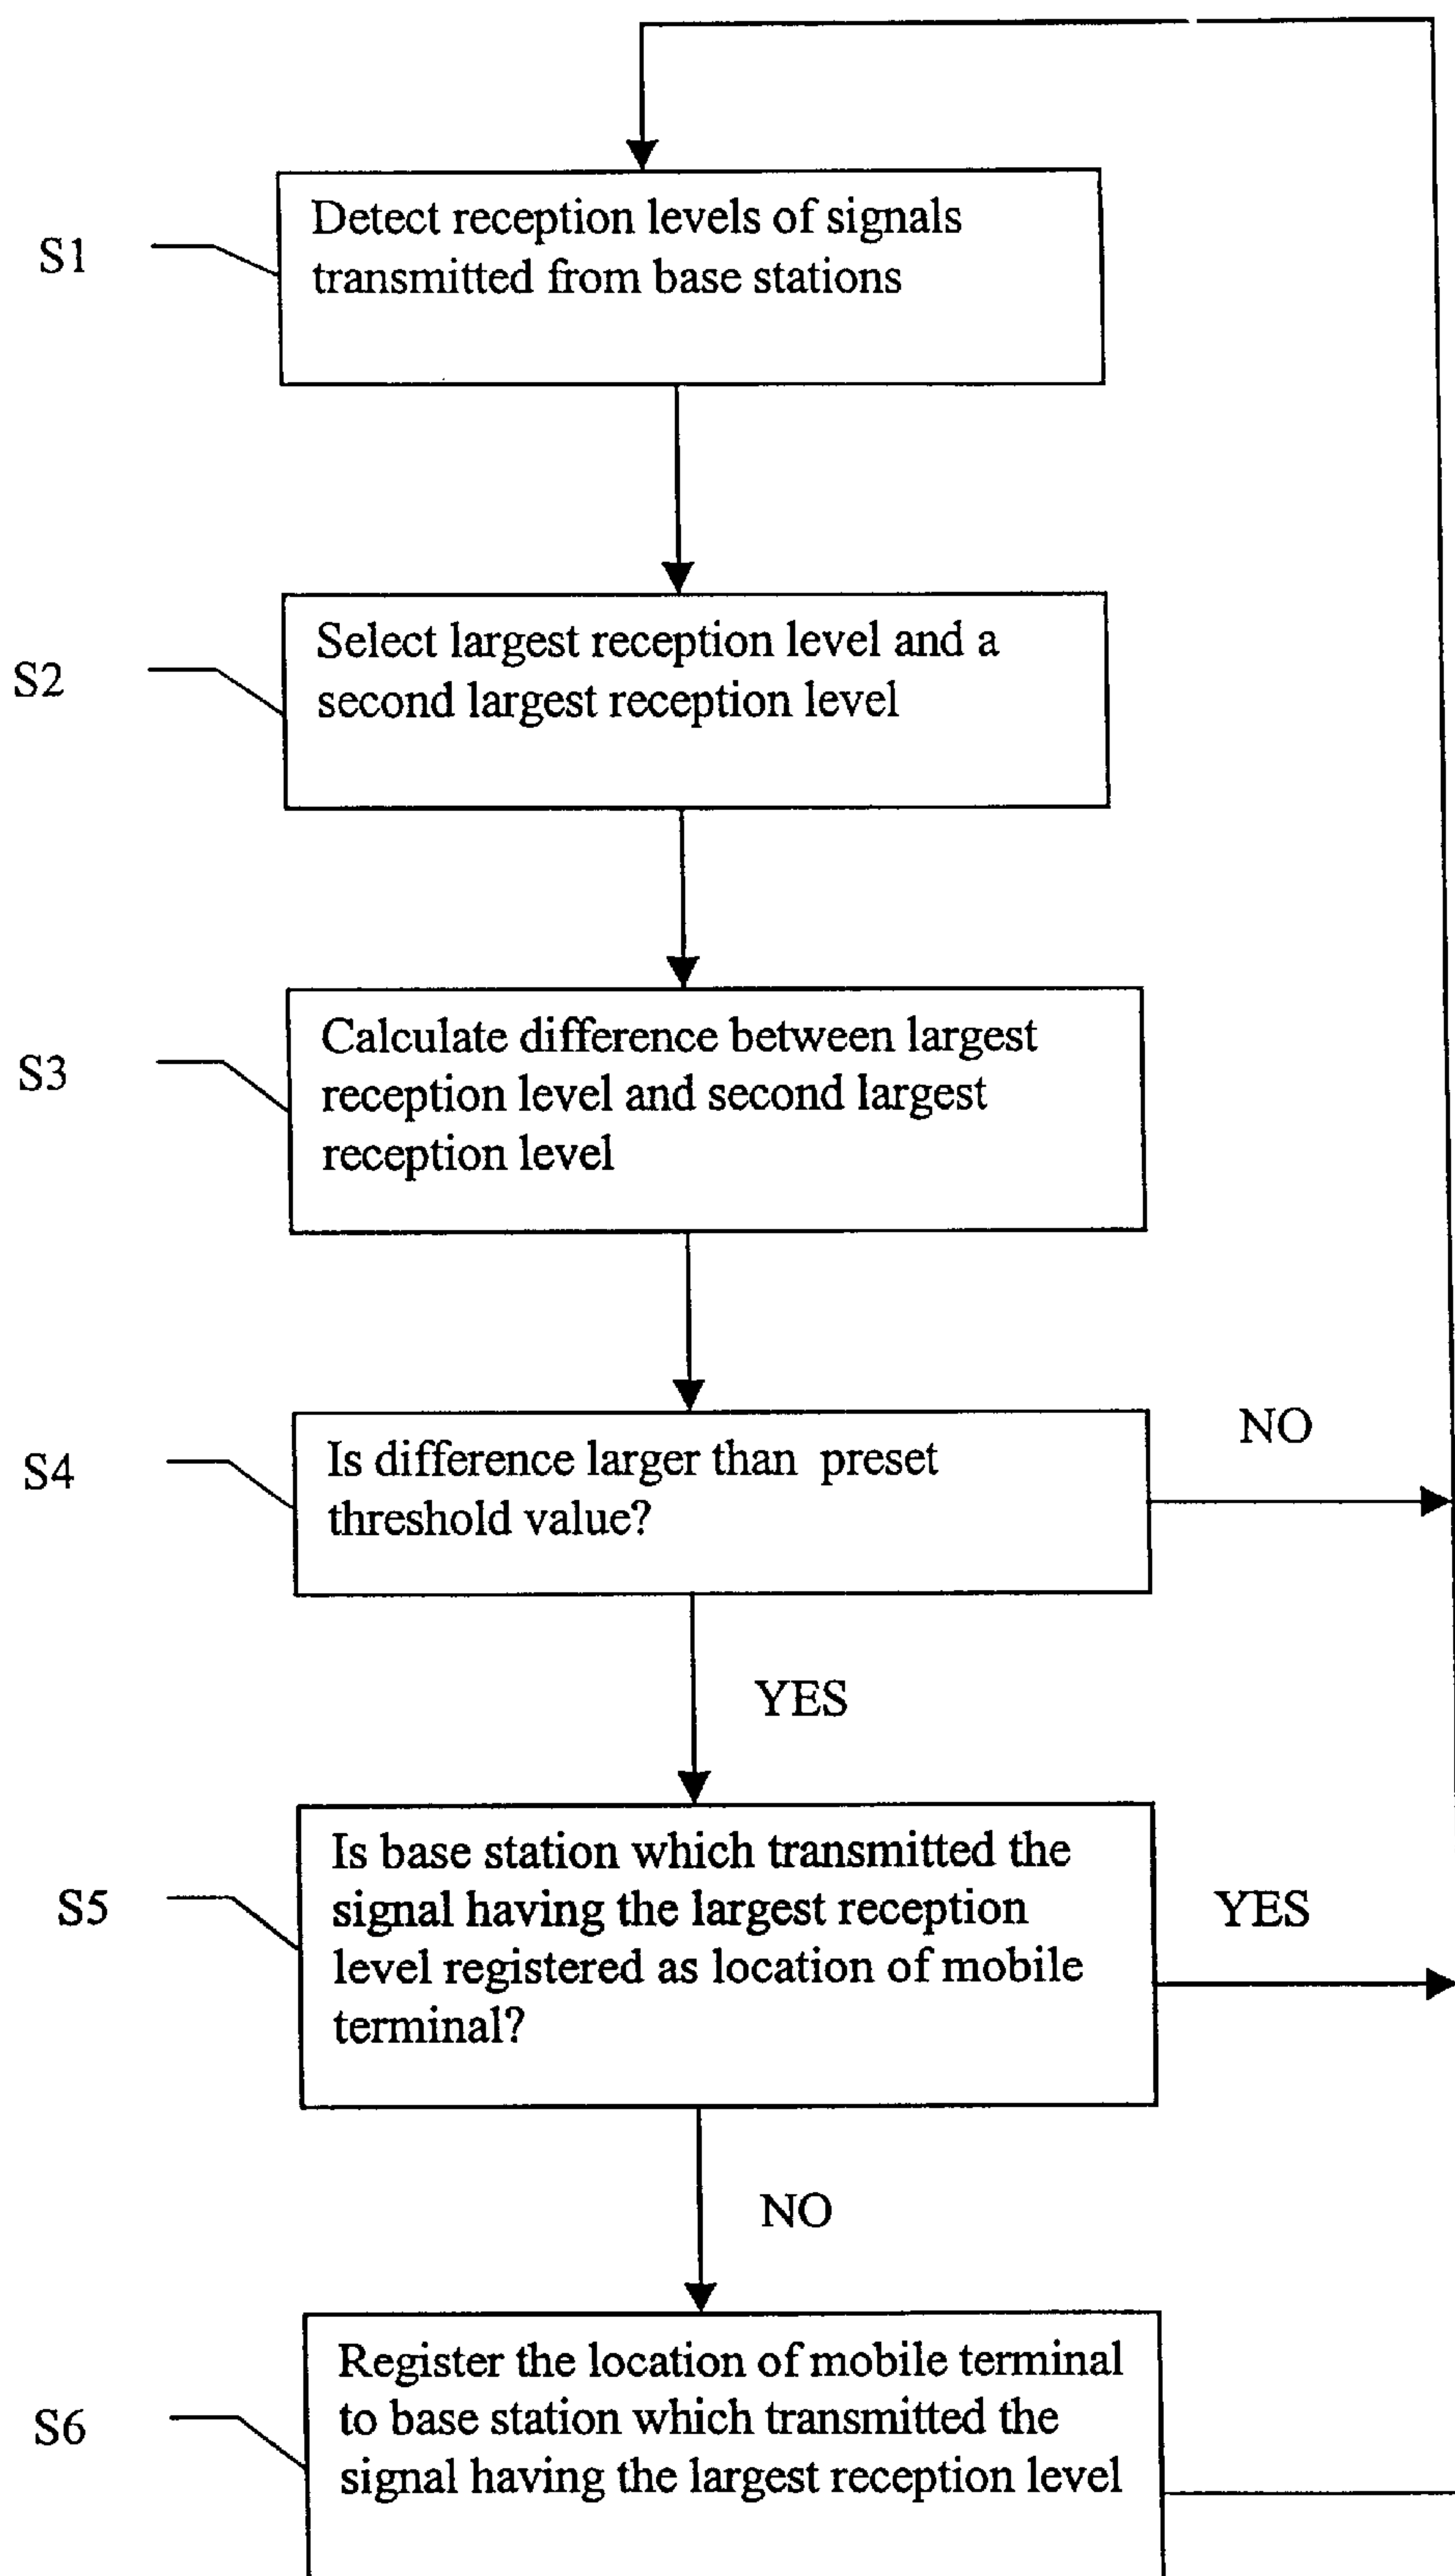 S1
Detect reception levels of signals
transmitted from base stations
S2
Select largest reception level and a
second largest reception level
S3
Calculate difference between largest
reception level and second largest
reception level
S4
Is difference larger than preset
threshold value?
NO
YES
S5
Is base station which transmitted the
signal having the largest reception
level registered as location of mobile
terminal?
YES
NO
S6
Register the location of mobile terminal
to base station which transmitted the
signal having the largest reception level